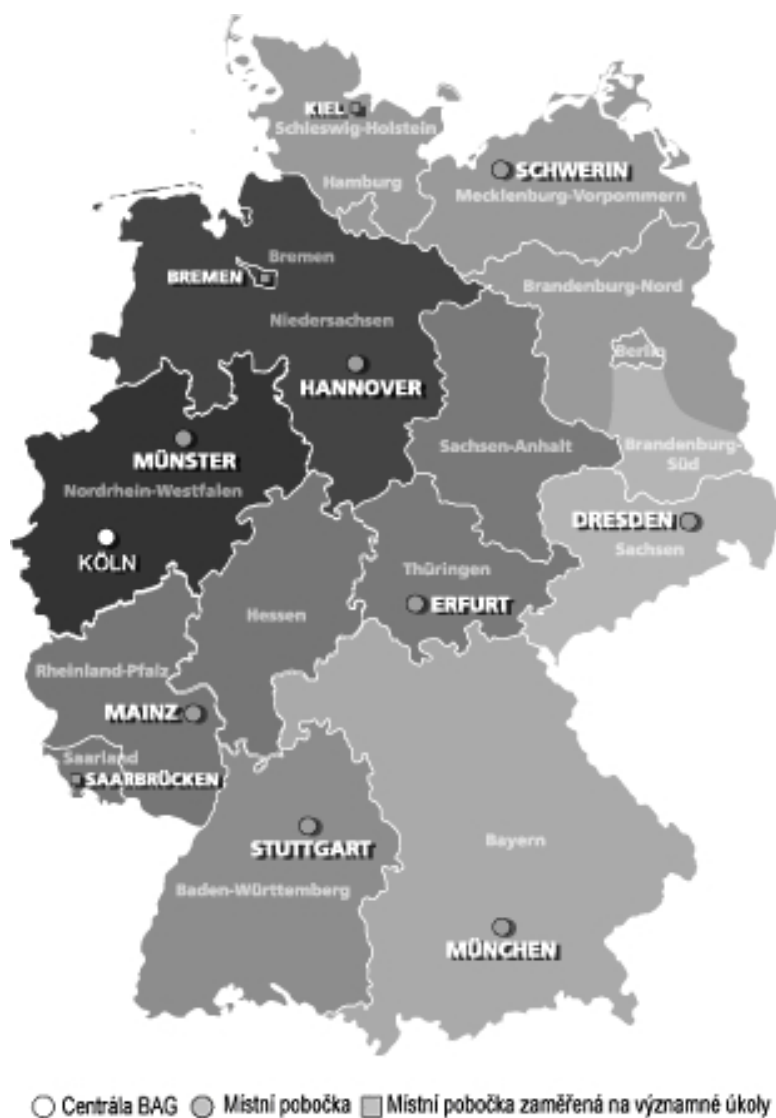 KIEL
Schleswig-Holstein
SCHWERIN
Mecklenburg-Vorpommern
Hamburg
Bremen
BREMEN
Brandenburg-Nord
Niedersachsen
Berlin
HANNOVER
Sachsen-Anhalt
Brandenburg-
Süd
MÜNSTER
Nordrhein-Westfalen
DRESDEN
Sachsen
KÖLN
Thüringen
ERFURT
Hessen
Rheinland-Pfalz
MAINZ
Saarland
SAARBRÜCKEN
STUTTGART
Bayern
Baden-Württemberg
MÜNCHEN
Centrála BAG Místní pobočka Místní pobočka zaměřená na významné úkoly